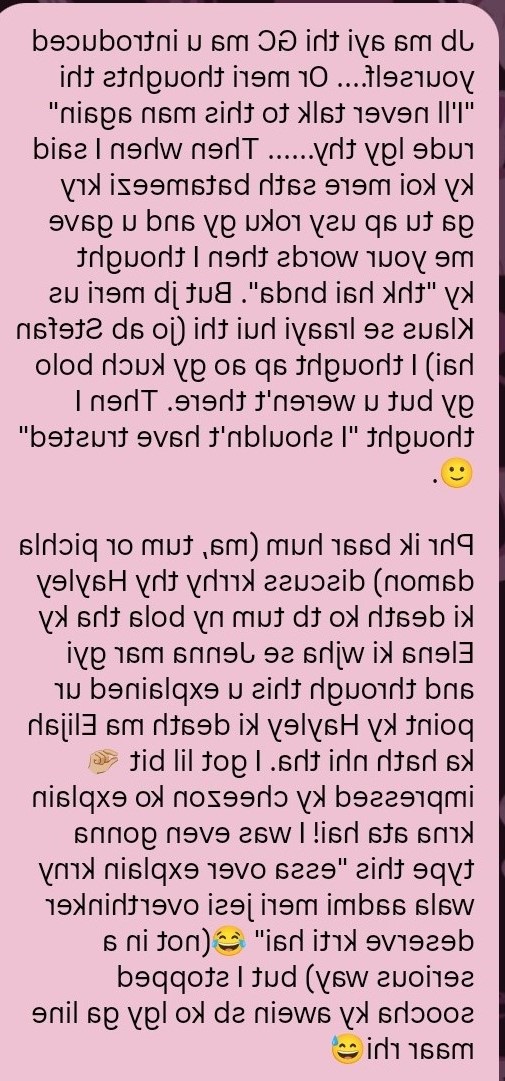 Jb ma ayi thi GC ma u introduced
yourself.... Or meri thoughts thi
"I'll never talk to this man again"
rude lgy thy...... Then when I said
ky koi mere sath batameezi kry
ga tu ap usy roku gy and u gave
me your words then I thought
ky "thk hai bnda". But jb meri us
Klaus se lraayi hui thi (jo ab Stefan
hai) I thought ap ao gy kuch bolo
gy but u weren't there. Then I
thought "I shouldn't have trusted"
🙂.
Phr ik baar hum (ma, tum or pichla
damon) discuss krrhy thy Hayley
ki death ko tb tum ny bola tha ky
Elena ki wjha se Jenna mar gyi
and through this u explained ur
point ky Hayley ki death ma Elijah
ka hath nhi tha. I got lil bit 🤏🏼
impressed ky cheezon ko explain
krna ata hai! I was even gonna
type this "essa over explain krny
wala aadmi meri jesi overthinker
deserve krti hai" 😂(not in a
serious way) but I stopped
soocha ky awein sb ko lgy ga line
maar rhi😅